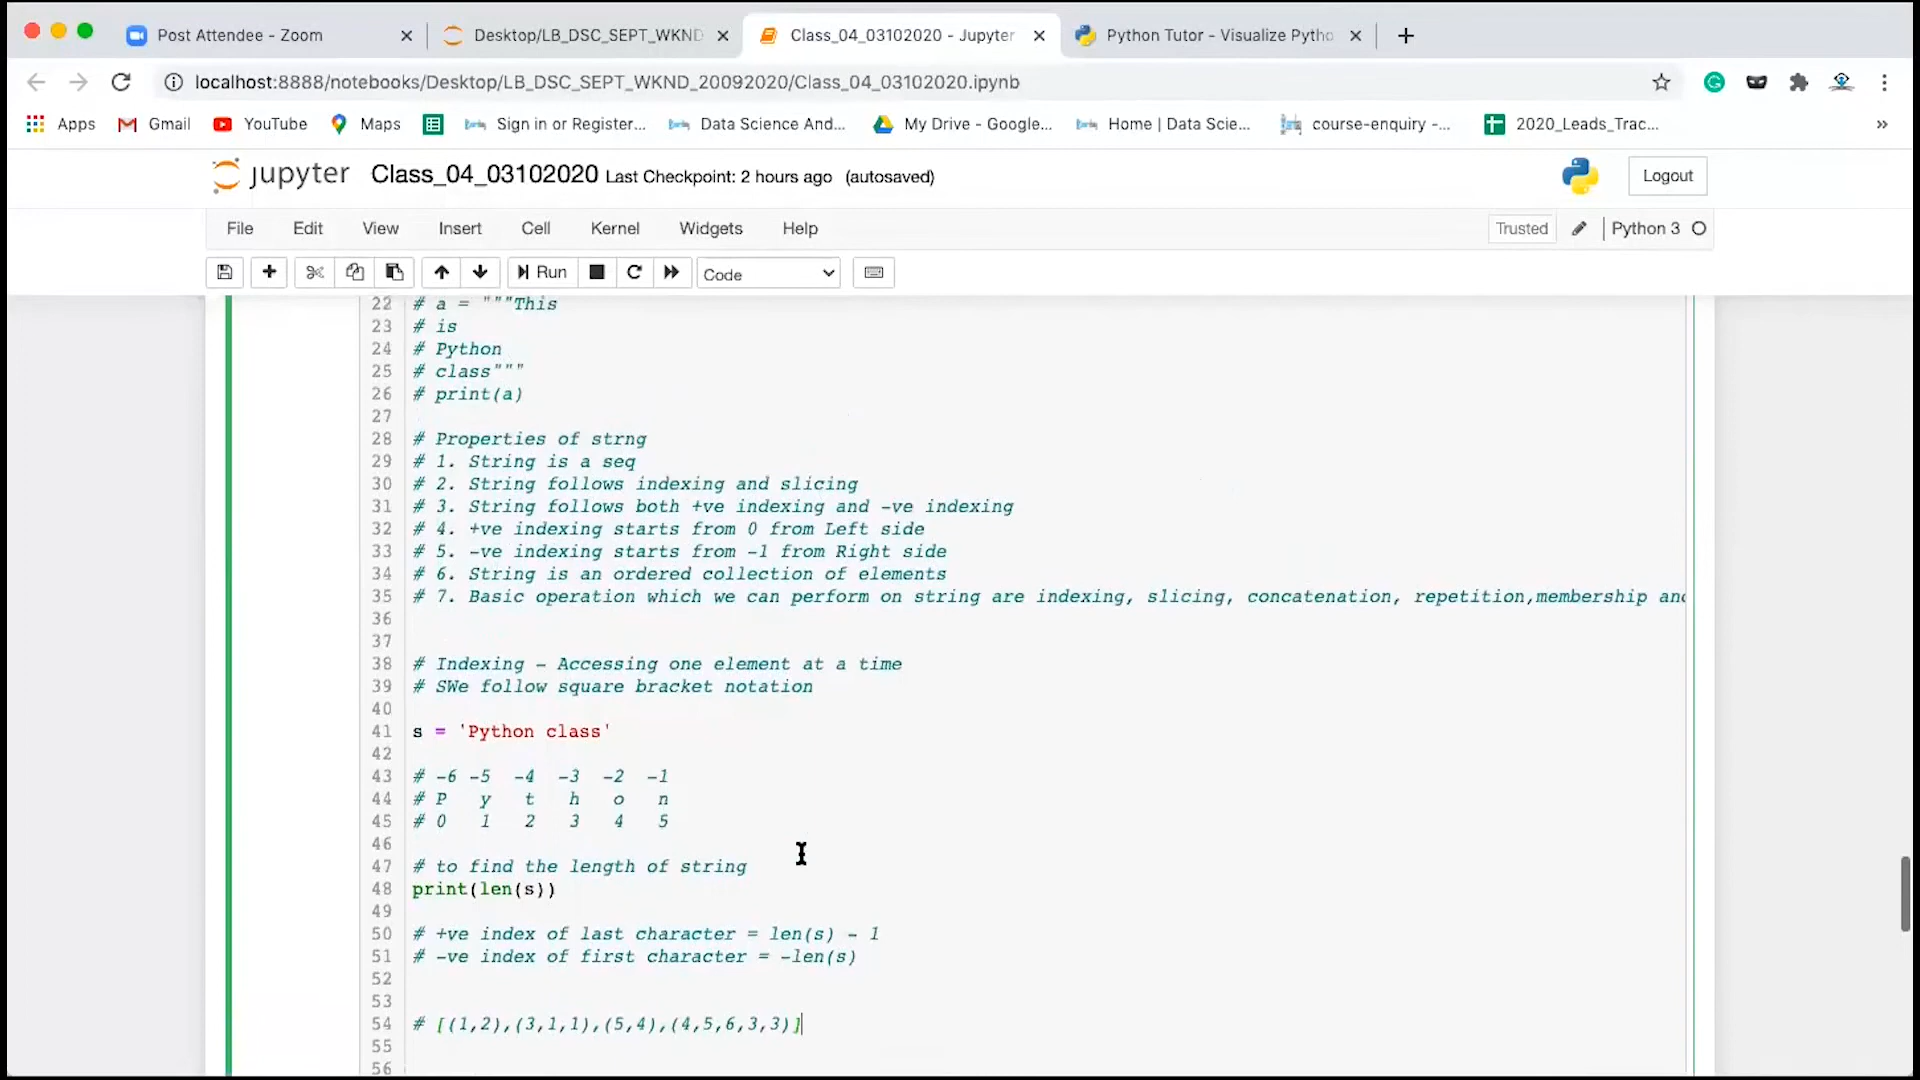 Post Attendee - Zoom
Desktop/LB_DSC_SEPT_WKND
Class_04_03102020 - Jupyter
Python Tutor - Visualize Pytho
localhost:8888/notebooks/Desktop/LB_DSC_SEPT_WKND_20092020/Class_04_03102020.ipynb
Apps
Gmail
YouTube
Maps
Sign in or Register...
Data Science And...
My Drive - Google...
Home | Data Scie...
course-enquiry -...
2020_Leads_Trac...
jupyter Class_04_03102020 Last Checkpoint: 2 hours ago (autosaved)
Logout
File Edit View Insert Cell Kernel Widgets Help
Trusted
Python 3
Run
Code
22 # a = """This
23 # is
24 # Python
25 # class"""
26 # print(a)
27
28 # Properties of strng
29 # 1. String is a seq
30 # 2. String follows indexing and slicing
31 # 3. String follows both +ve indexing and -ve indexing
32 # 4. +ve indexing starts from 0 from Left side
33 # 5. -ve indexing starts from -1 from Right side
34 # 6. String is an ordered collection of elements
35 # 7. Basic operation which we can perform on string are indexing, slicing, concatenation, repetition,membership and
36
37
38 # Indexing - Accessing one element at a time
39 # SWe follow square bracket notation
40
41 s = 'Python class'
42
43 # -6 -5 -4 -3 -2 -1
44 # P y t h o n
45 # 0 1 2 3 4 5
46
47 # to find the length of string
48 print(len(s))
49
50 # +ve index of last character = len(s) - 1
51 # -ve index of first character = -len(s)
52
53
54 # [(1,2),(3,1,1),(5,4),(4,5,6,3,3)]
55
56